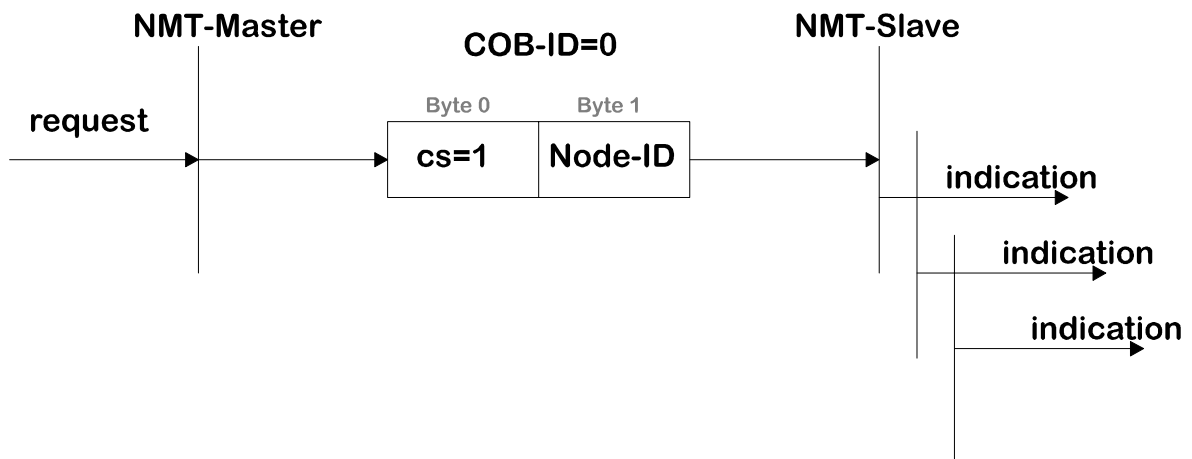 NMT-Master
COB-ID=0
NMT-Slave
Byte 0
Byte 1
request
cs=1
Node-ID
indication
indication
indication